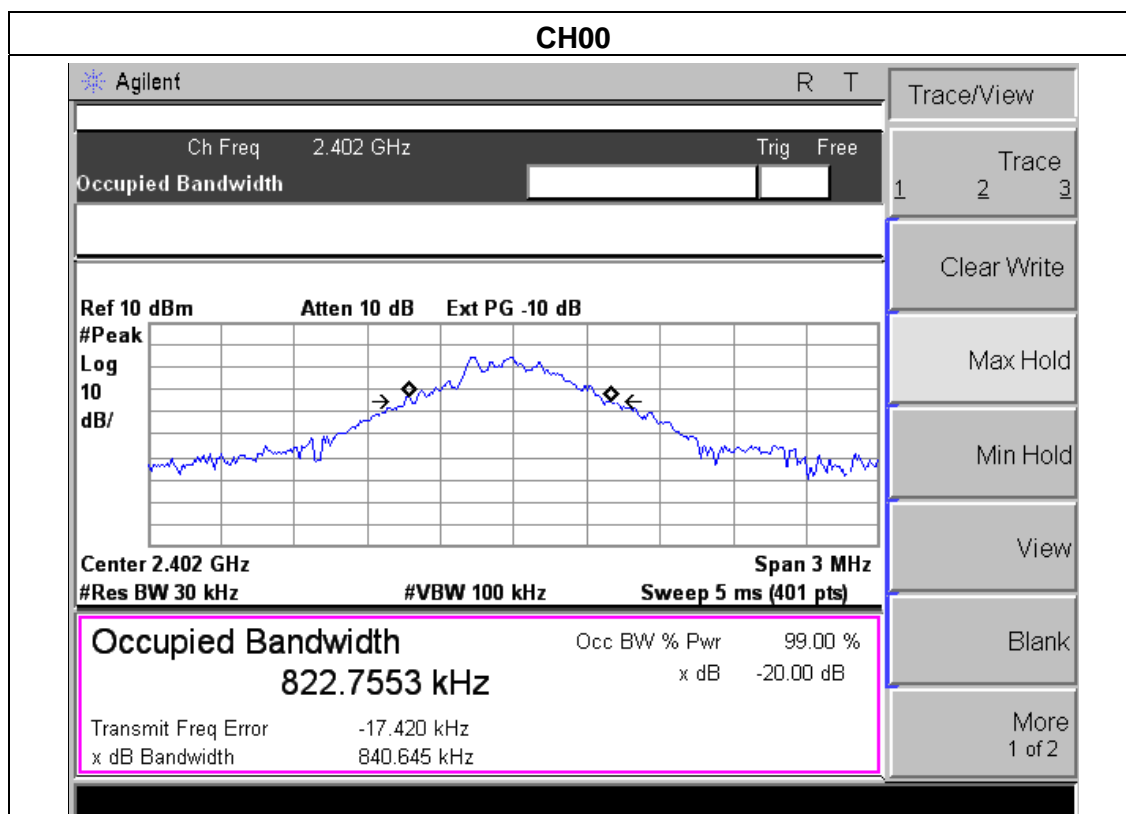 CH00
Agilent R T
Ch Freq 2.402 GHz Trig Free
Occupied Bandwidth
Ref 10 dBm Atten 10 dB Ext PG -10 dB
#Peak
Log
10
dB/
Center 2.402 GHz Span 3 MHz
#Res BW 30 kHz #VBW 100 kHz Sweep 5 ms (401 pts)
Occupied Bandwidth Occ BW % Pwr 99.00 %
822.7553 kHz x dB -20.00 dB
Transmit Freq Error -17.420 kHz
x dB Bandwidth 840.645 kHz
Trace/View
Trace
1 2 3
Clear Write
Max Hold
Min Hold
View
Blank
More
1 of 2